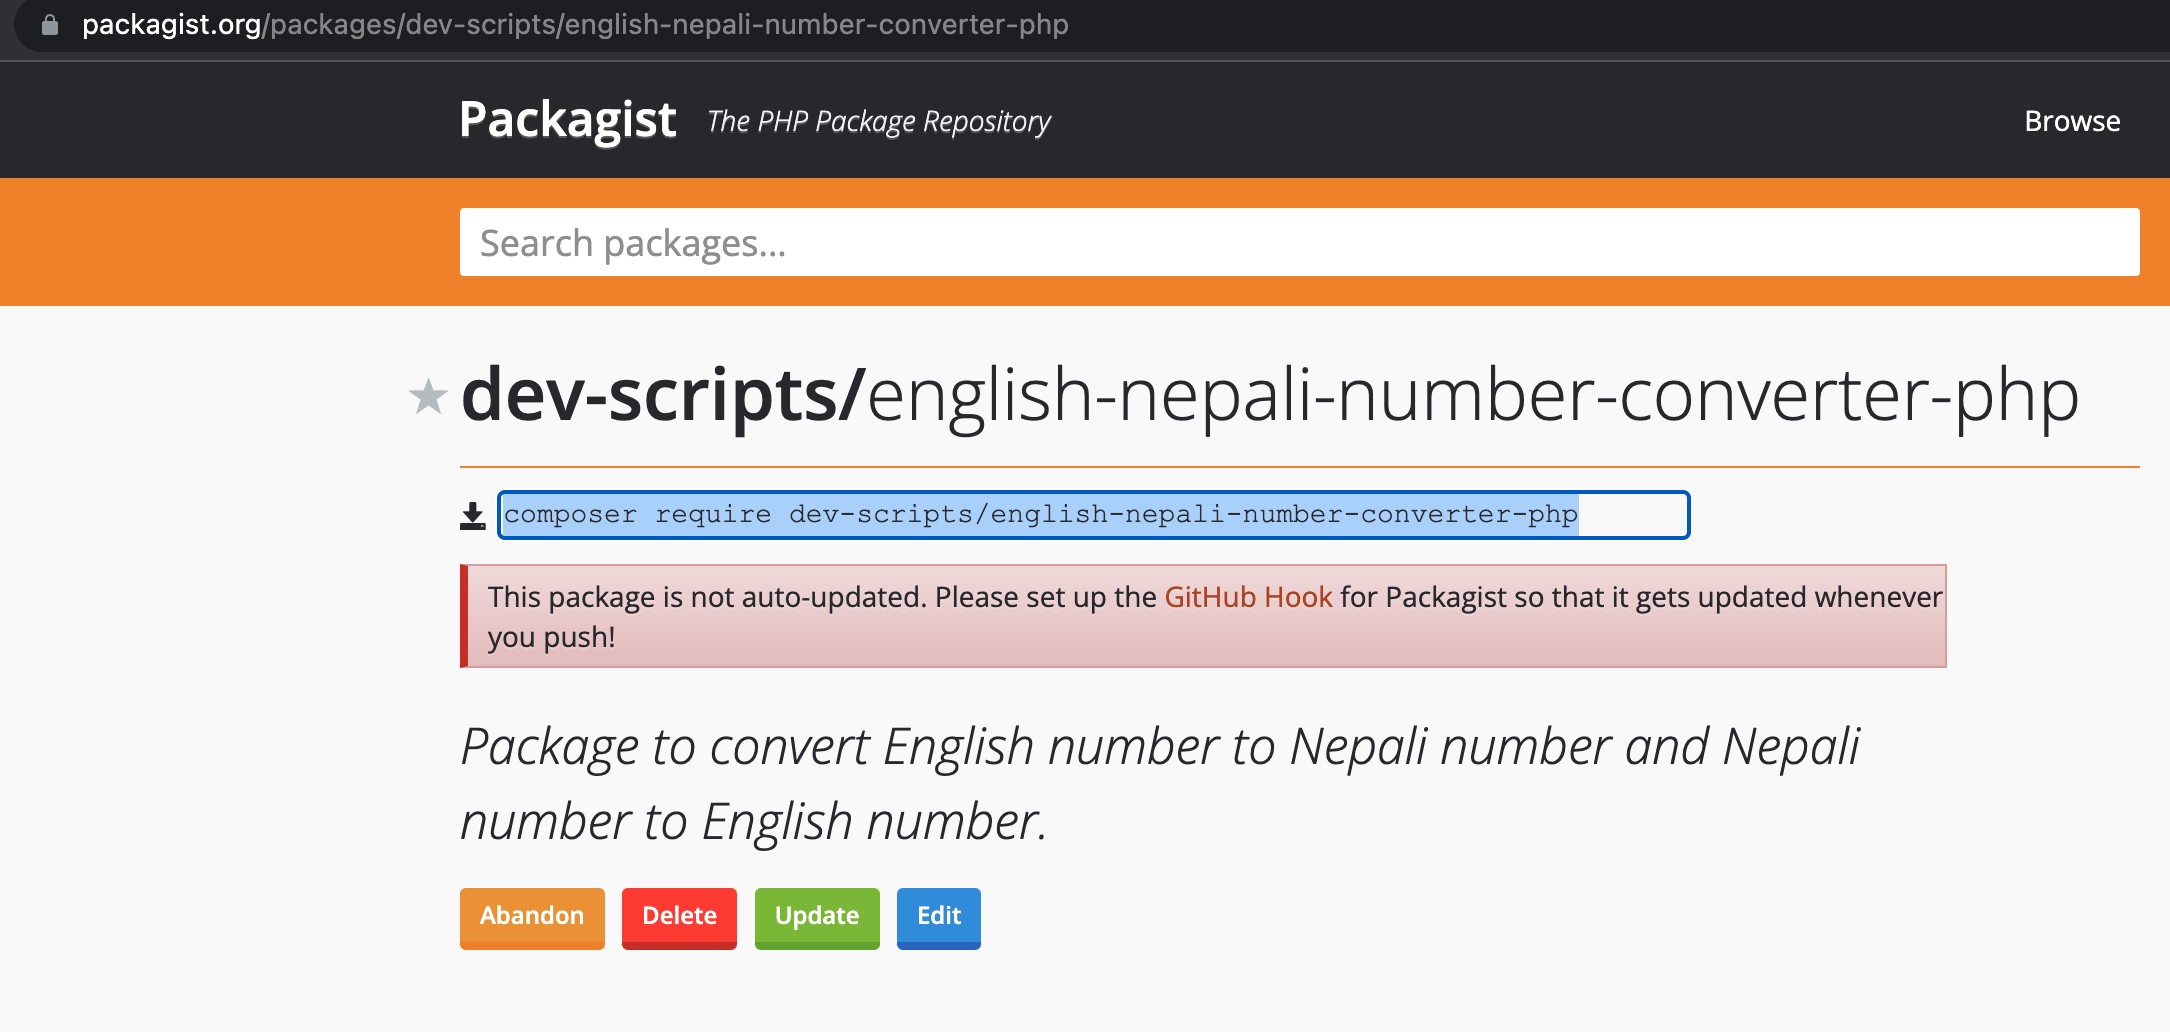 packagist.org/packages/dev-scripts/english-nepali-number-converter-php
Packagist The PHP Package Repository Browse
Search packages...
dev-scripts/english-nepali-number-converter-php
composer require dev-scripts/english-nepali-number-converter-php
This package is not auto-updated. Please set up the GitHub Hook for Packagist so that it gets updated whenever
you push!
Package to convert English number to Nepali number and Nepali
number to English number.
Abandon Delete Update Edit